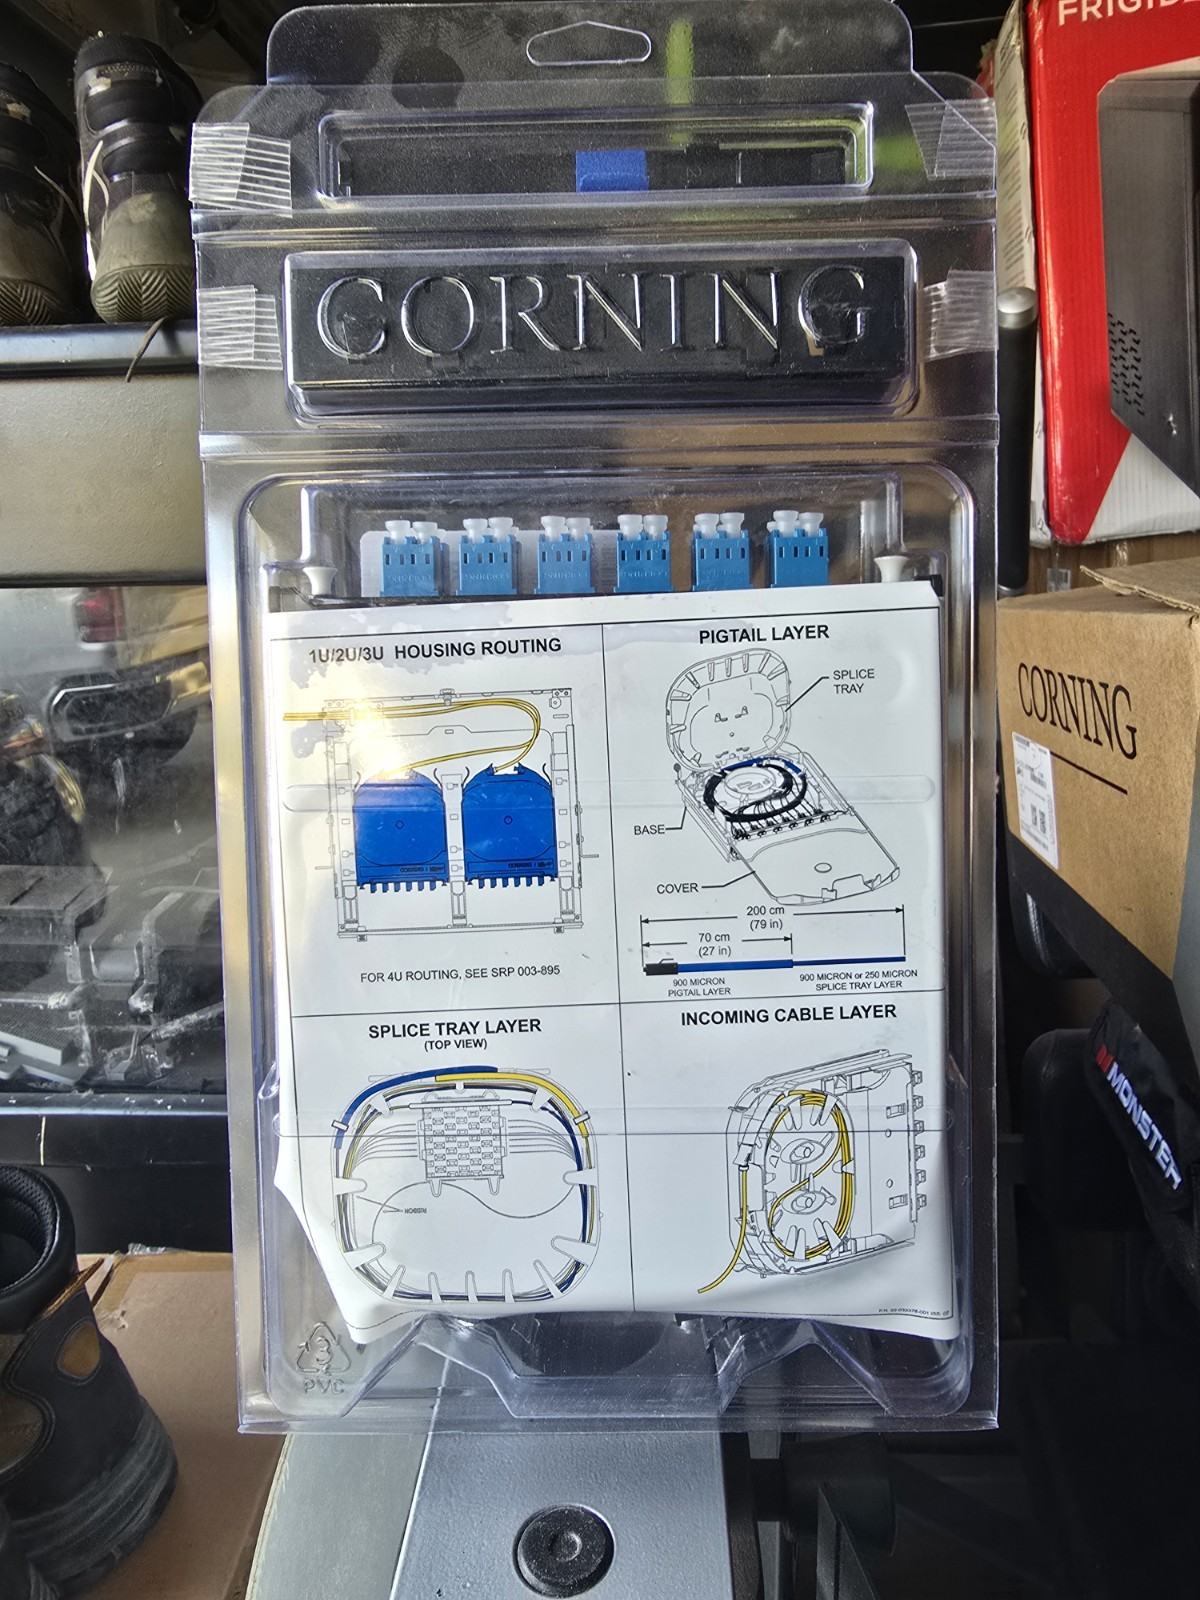 FRIGID
CORNING
1U/2U/3U HOUSING ROUTING
FOR 4U ROUTING, SEE SRP 003-895
PIGTAIL LAYER
SPLICE
TRAY
BASE
COVER
200 cm
(79 in)
70 cm
(27 in)
900 MICRON
PIGTAIL LAYER
900 MICRON or 250 MICRON
SPLICE TRAY LAYER
SPLICE TRAY LAYER
(TOP VIEW)
RIBBON
INCOMING CABLE LAYER
3
PVC
CORNING
MONSTER